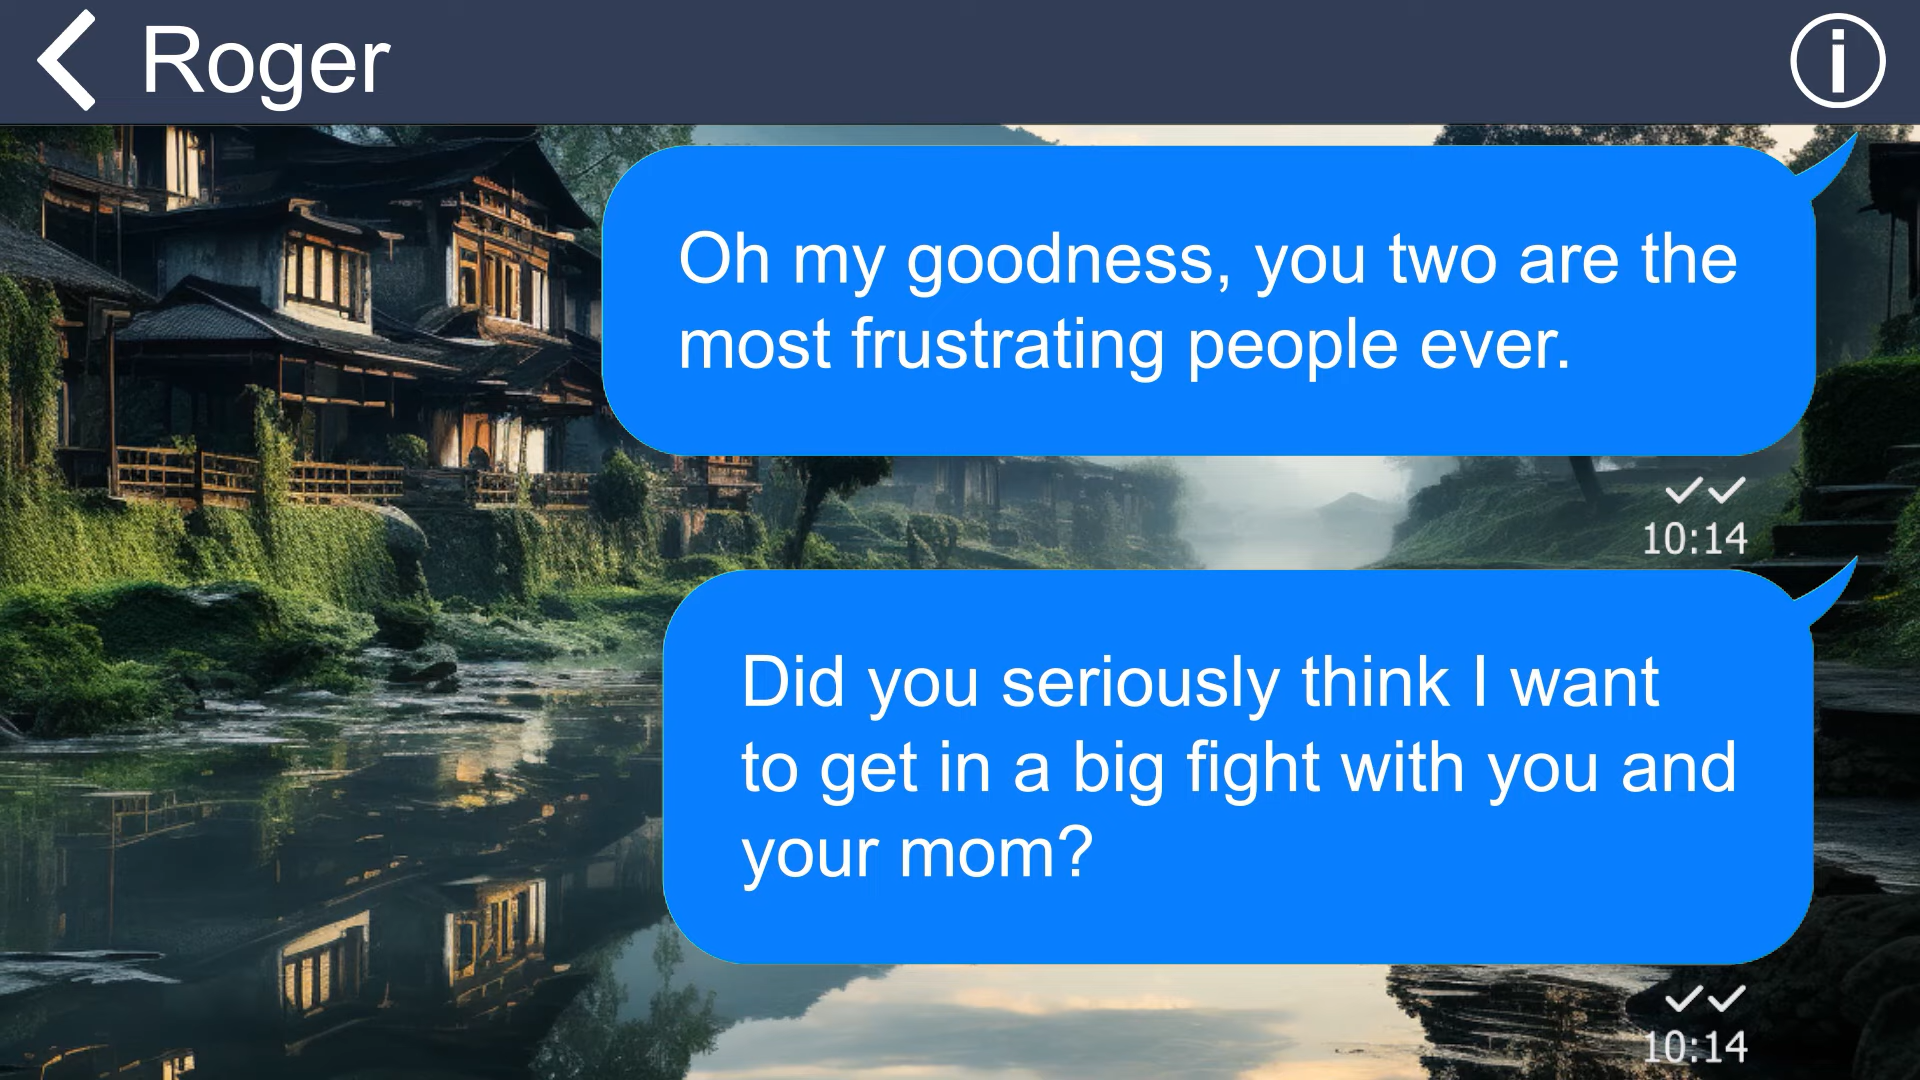 Roger
Oh my goodness, you two are the
most frustrating people ever.
10:14
Did you seriously think I want
to get in a big fight with you and
your mom?
10:14